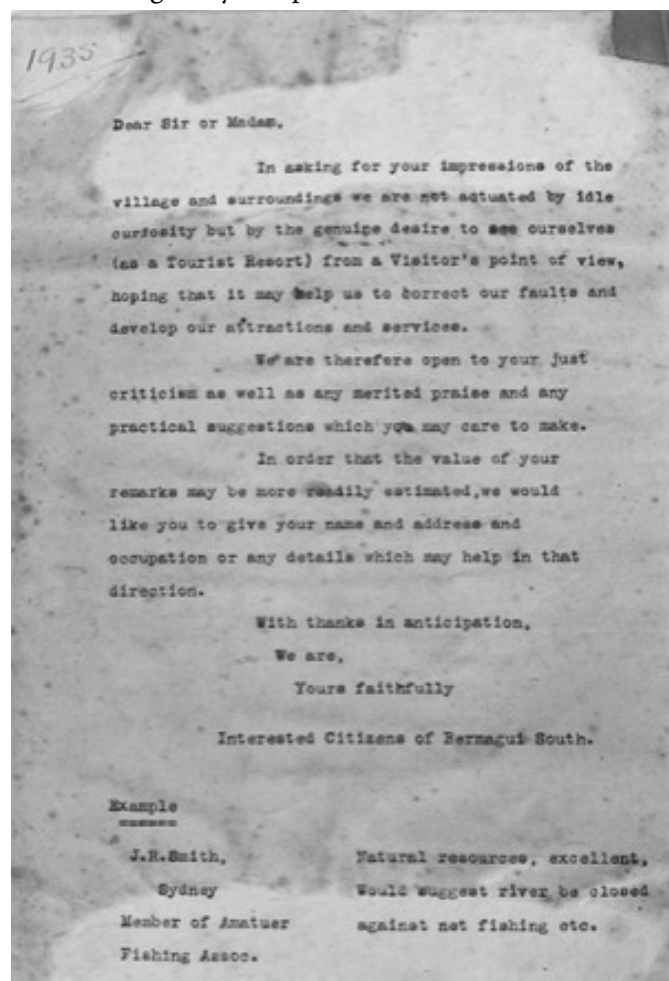 1935
Dear Sir or Madam,
In asking for your impressions of the
village and surroundings we are not actuated by idle
curiosity but by the genuine desire to see ourselves
(as a Tourist Resort) from a Visitor's point of view,
hoping that it may help us to correct our faults and
develop our attractions and services.
We are therefore open to your just
criticism as well as any merited praise and any
practical suggestions which you may care to make.
In order that the value of your
remarks may be more readily estimated,we would
like you to give your name and address and
occupation or any details which may help in that
direction.
With thanks in anticipation,
We are,
Yours faithfully
Interested Citizens of Bermagui South.
Example
J.R.Smith, Natural resources, excellent,
Sydney Would suggest river be closed
Member of Amatuer against net fishing etc.
Fishing Assoc.